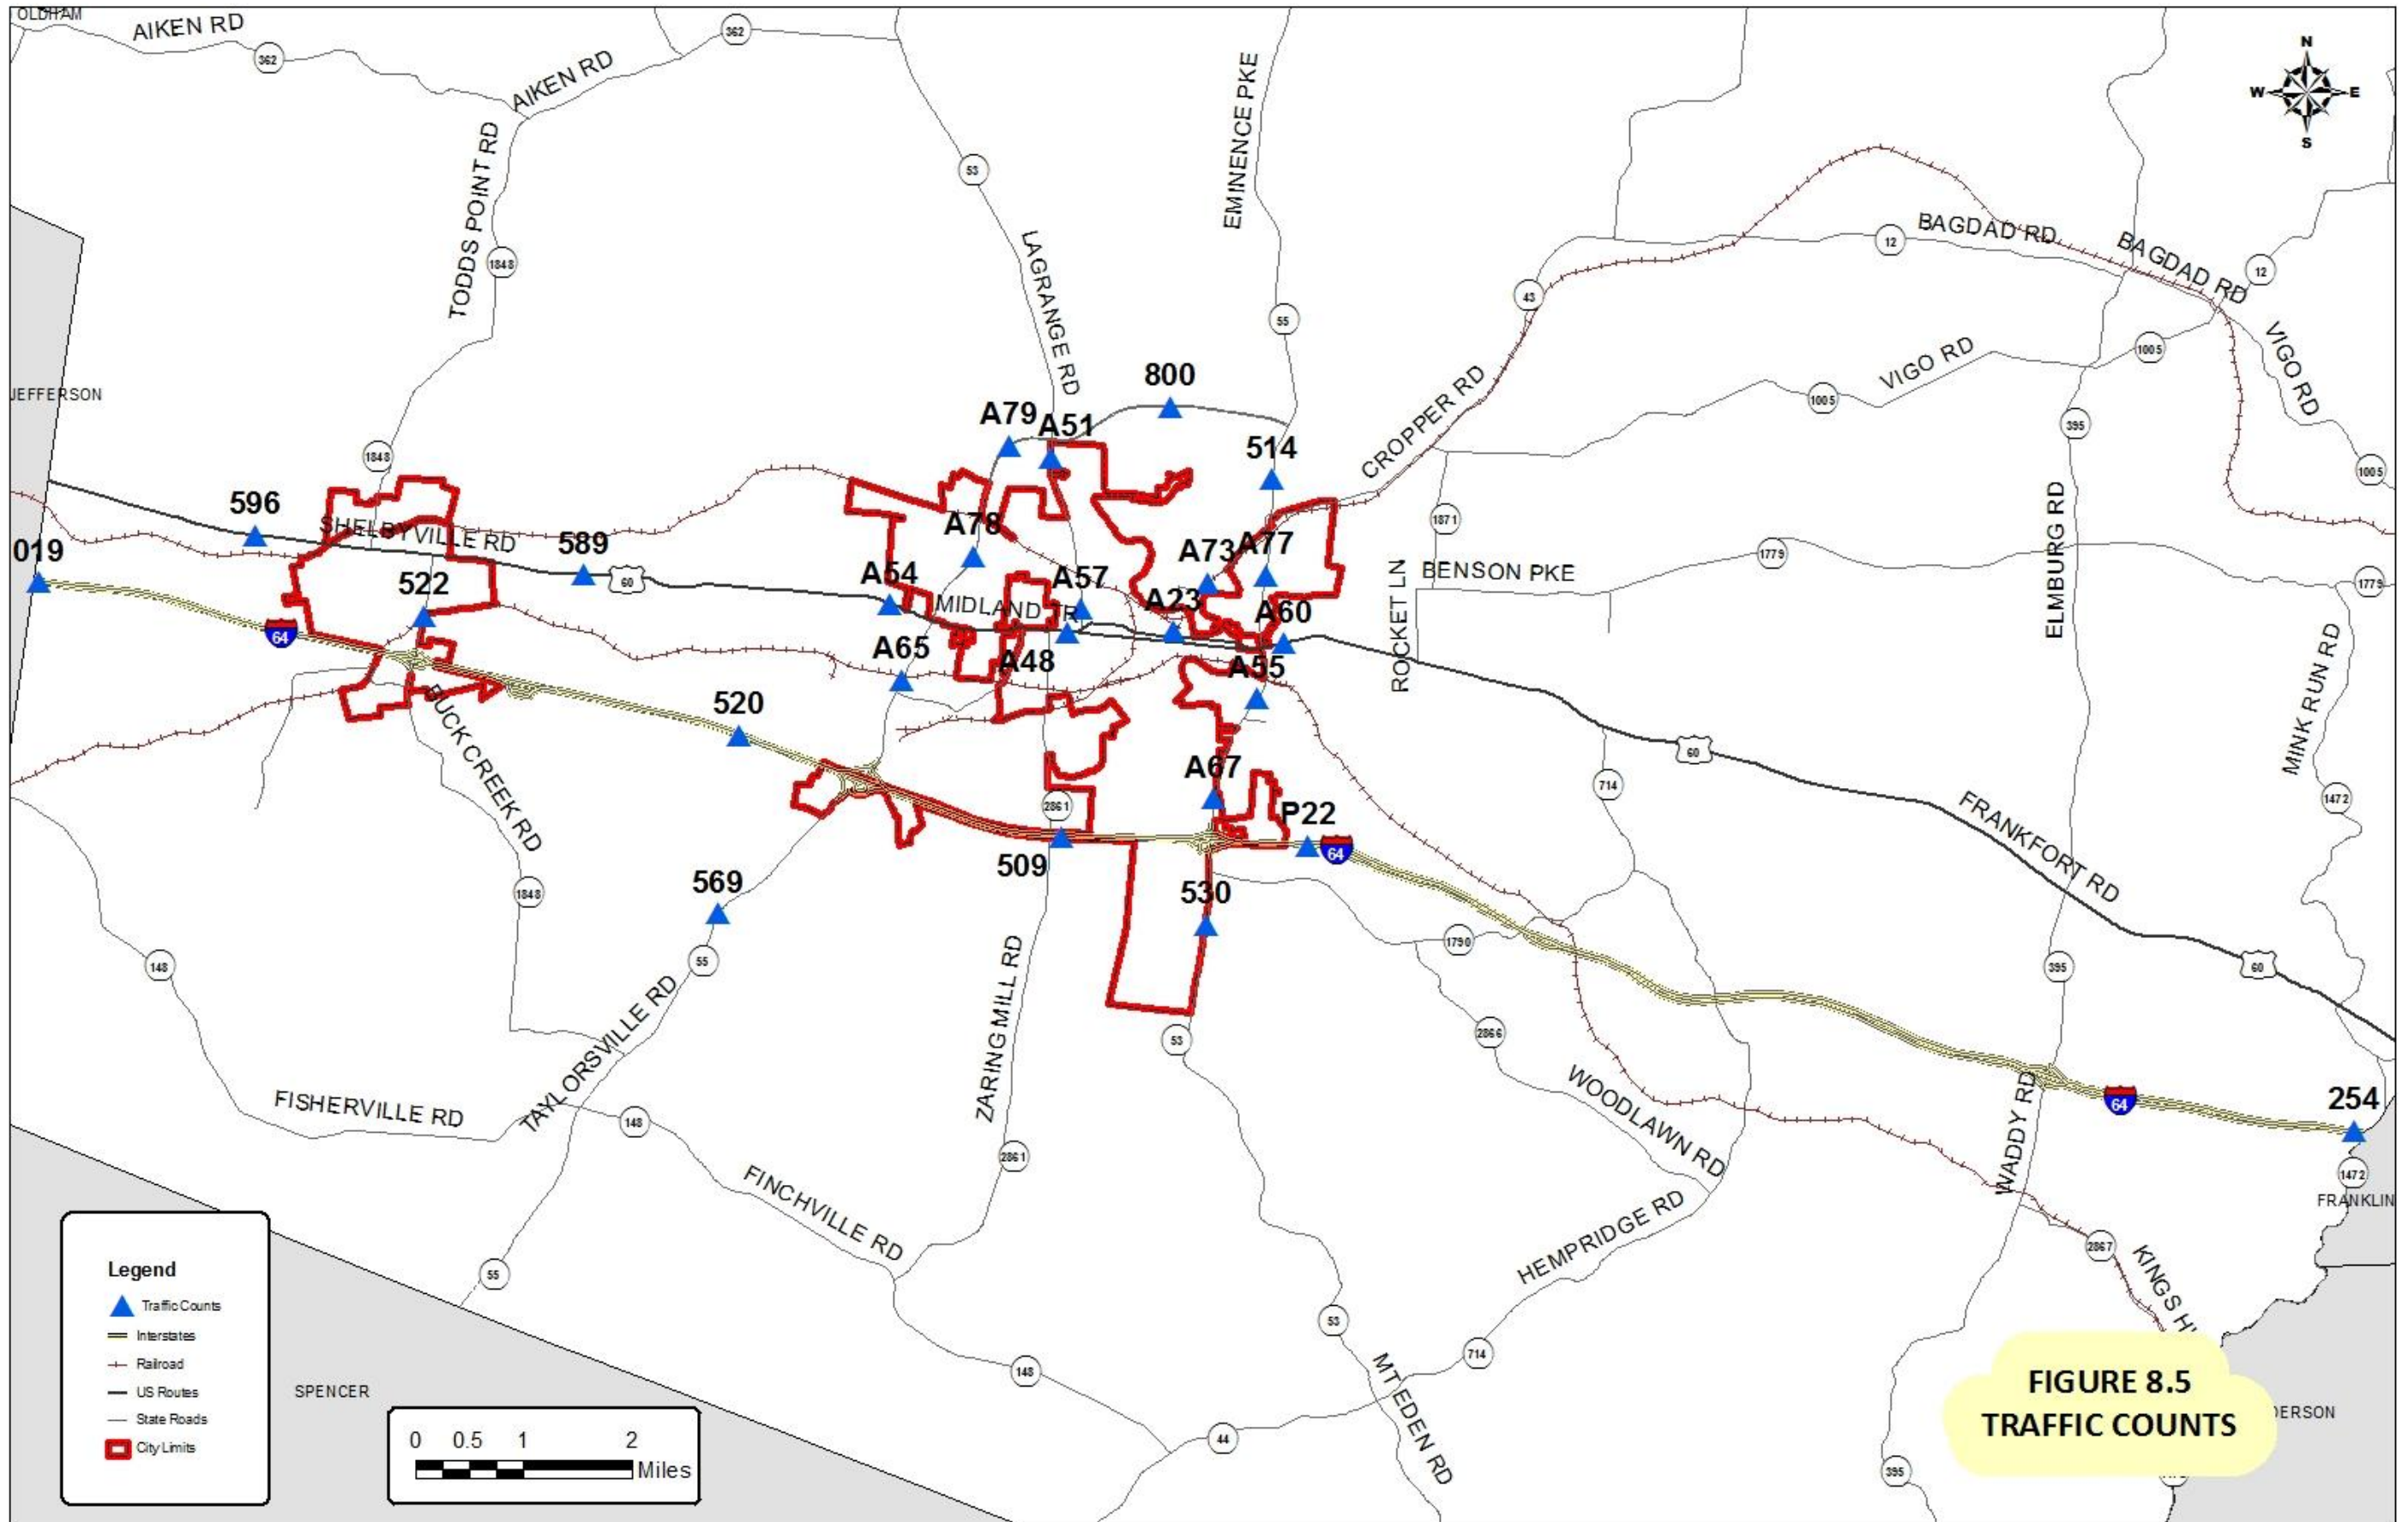 OLDHAM
AIKEN RD
362
AIKEN RD
362
N
W
E
S
EMINENCE PKE
TODDS POINT RD
53
LAGRANGE RD
1848
BAGDAD RD
12
BAGDAD RD
12
43
55
VIGO RD
1005
VIGO RD
1005
1005
395
JEFFERSON
800
CROPPER RD
A79
A51
514
1848
596
SHELBYVILLE RD
589
60
019
522
64
A78
A54
MIDLAND TR
A57
A73
A77
A23
A60
A65
A48
A55
1871
BENSON PKE
1779
1779
ROCKET LN
ELMBURG RD
MINK RUN RD
1472
520
BUCK CREEK RD
A67
P22
64
2861
509
60
714
FRANKFORT RD
60
569
1848
530
148
55
1790
395
TAYLORSVILLE RD
ZARING MILL RD
53
2866
WOODLAWN RD
WADDY RD
64
254
1472
FRANKLIN
FISHERVILLE RD
148
2861
FINCHVILLE RD
HEMPRIDGE RD
2867
KINGS H
55
53
714
148
MT EDEN RD
44
395
SPENCER
Legend
Traffic Counts
Interstates
Railroad
US Routes
State Roads
City Limits
0 0.5 1 2
Miles
FIGURE 8.5
TRAFFIC COUNTS
DERSON